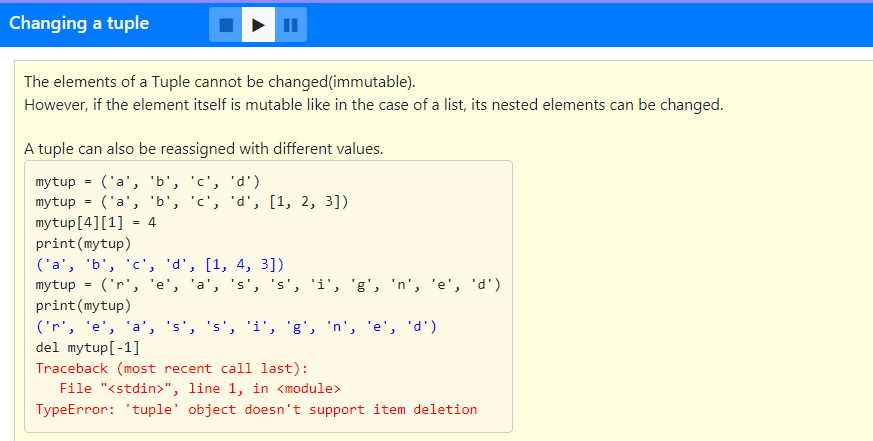 Changing a tuple
The elements of a Tuple cannot be changed(immutable).
However, if the element itself is mutable like in the case of a list, its nested elements can be changed.
A tuple can also be reassigned with different values.
mytup = ('a', 'b', 'c', 'd')
mytup = ('a', 'b', 'c', 'd', [1, 2, 3])
mytup[4][1] = 4
print(mytup)
('a', 'b', 'c', 'd', [1, 4, 3])
mytup = ('r', 'e', 'a', 's', 's', 'i', 'g', 'n', 'e', 'd')
print(mytup)
('r', 'e', 'a', 's', 's', 'i', 'g', 'n', 'e', 'd')
del mytup[-1]
Traceback (most recent call last):
   File "<stdin>", line 1, in <module>
TypeError: 'tuple' object doesn't support item deletion